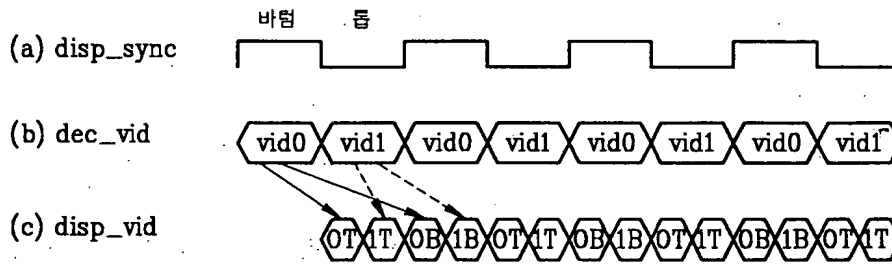 바텀 톱
(a) disp_sync
(b) dec_vid vid0 vid1 vid0 vid1 vid0 vid1 vid0 vid1
(c) disp_vid 0T 1T 0B 1B 0T 1T 0B 1B 0T 1T 0B 1B 0T 1T